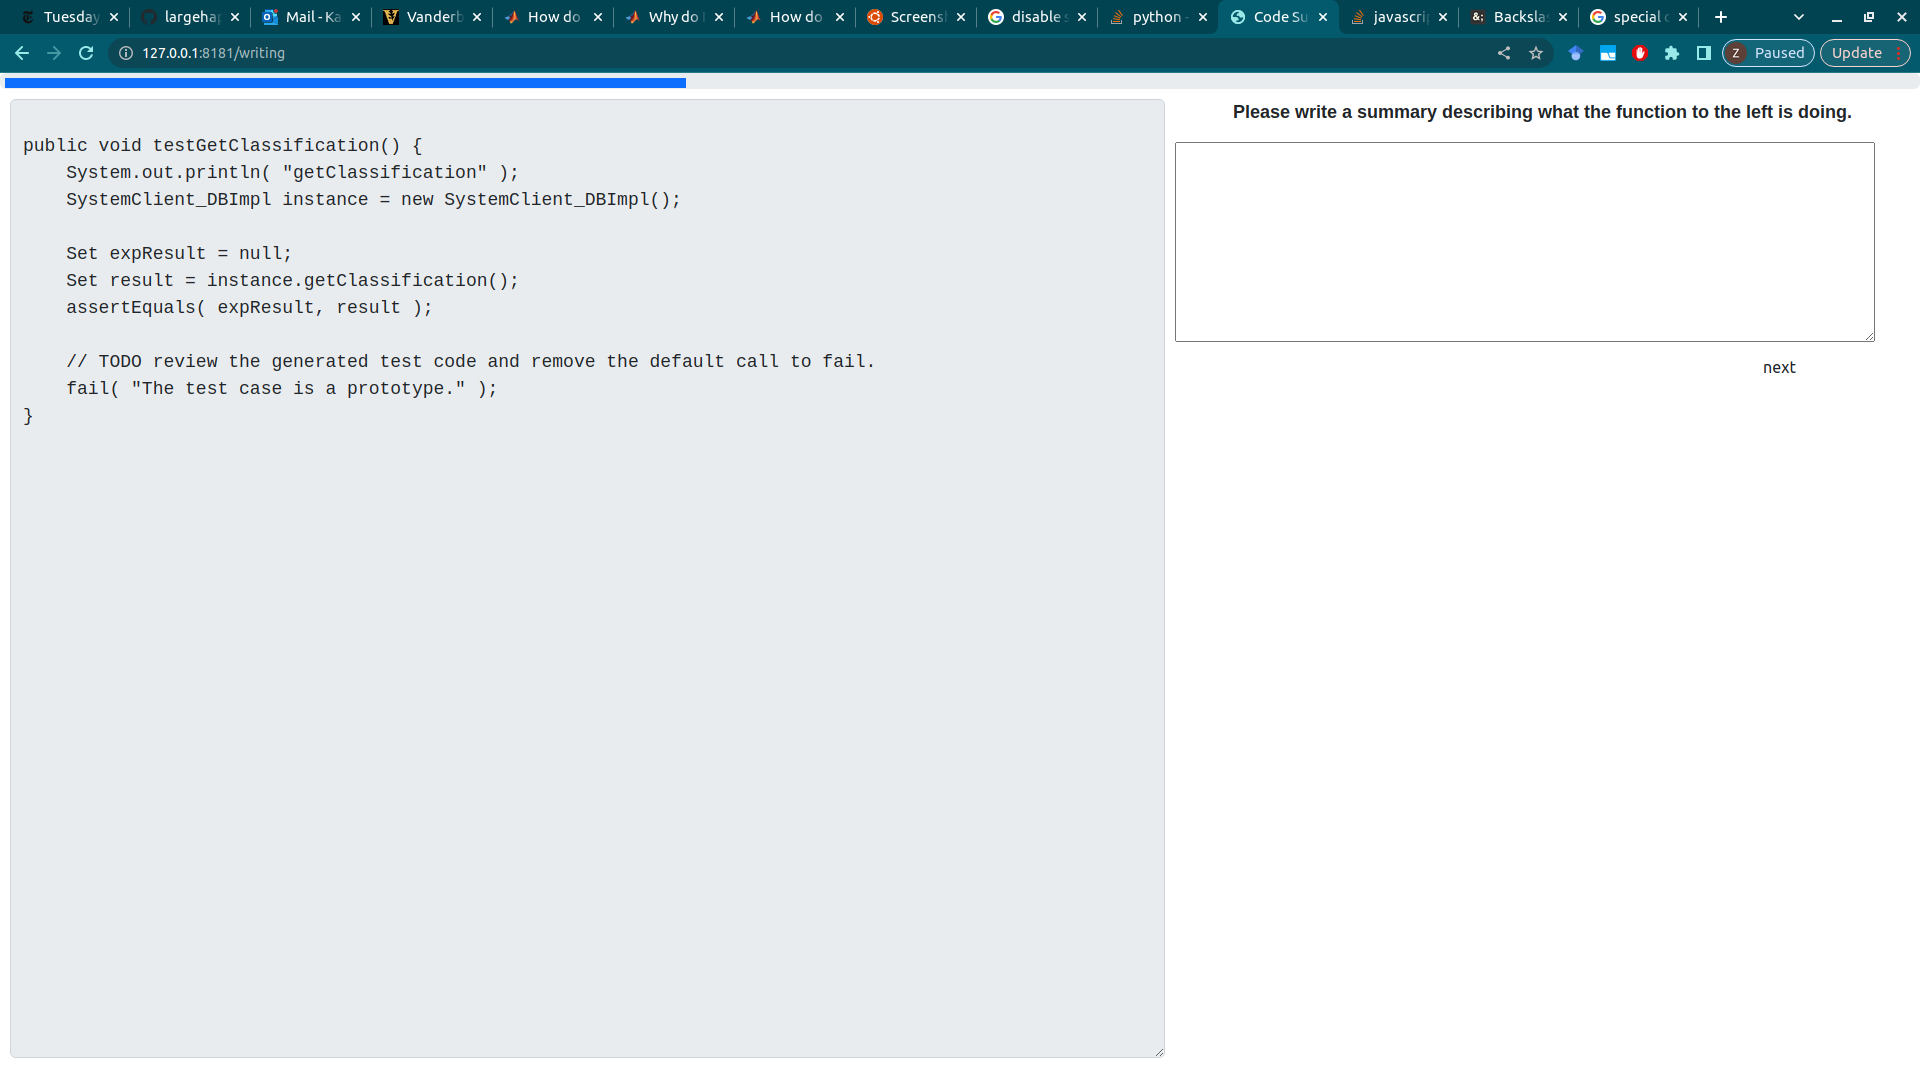 Tuesday
largehap
Mail - Ka
Vanderb
How do
Why do
How do
Screens
disable s
python -
Code Su
javascri
Backslas
special c
127.0.0.1:8181/writing
Z Paused
Update
public void testGetClassification() {
System.out.println( "getClassification" );
SystemClient_DBImpl instance = new SystemClient_DBImpl();
Set expResult = null;
Set result = instance.getClassification();
assertEquals( expResult, result );
// TODO review the generated test code and remove the default call to fail.
fail( "The test case is a prototype." );
}
Please write a summary describing what the function to the left is doing.
next